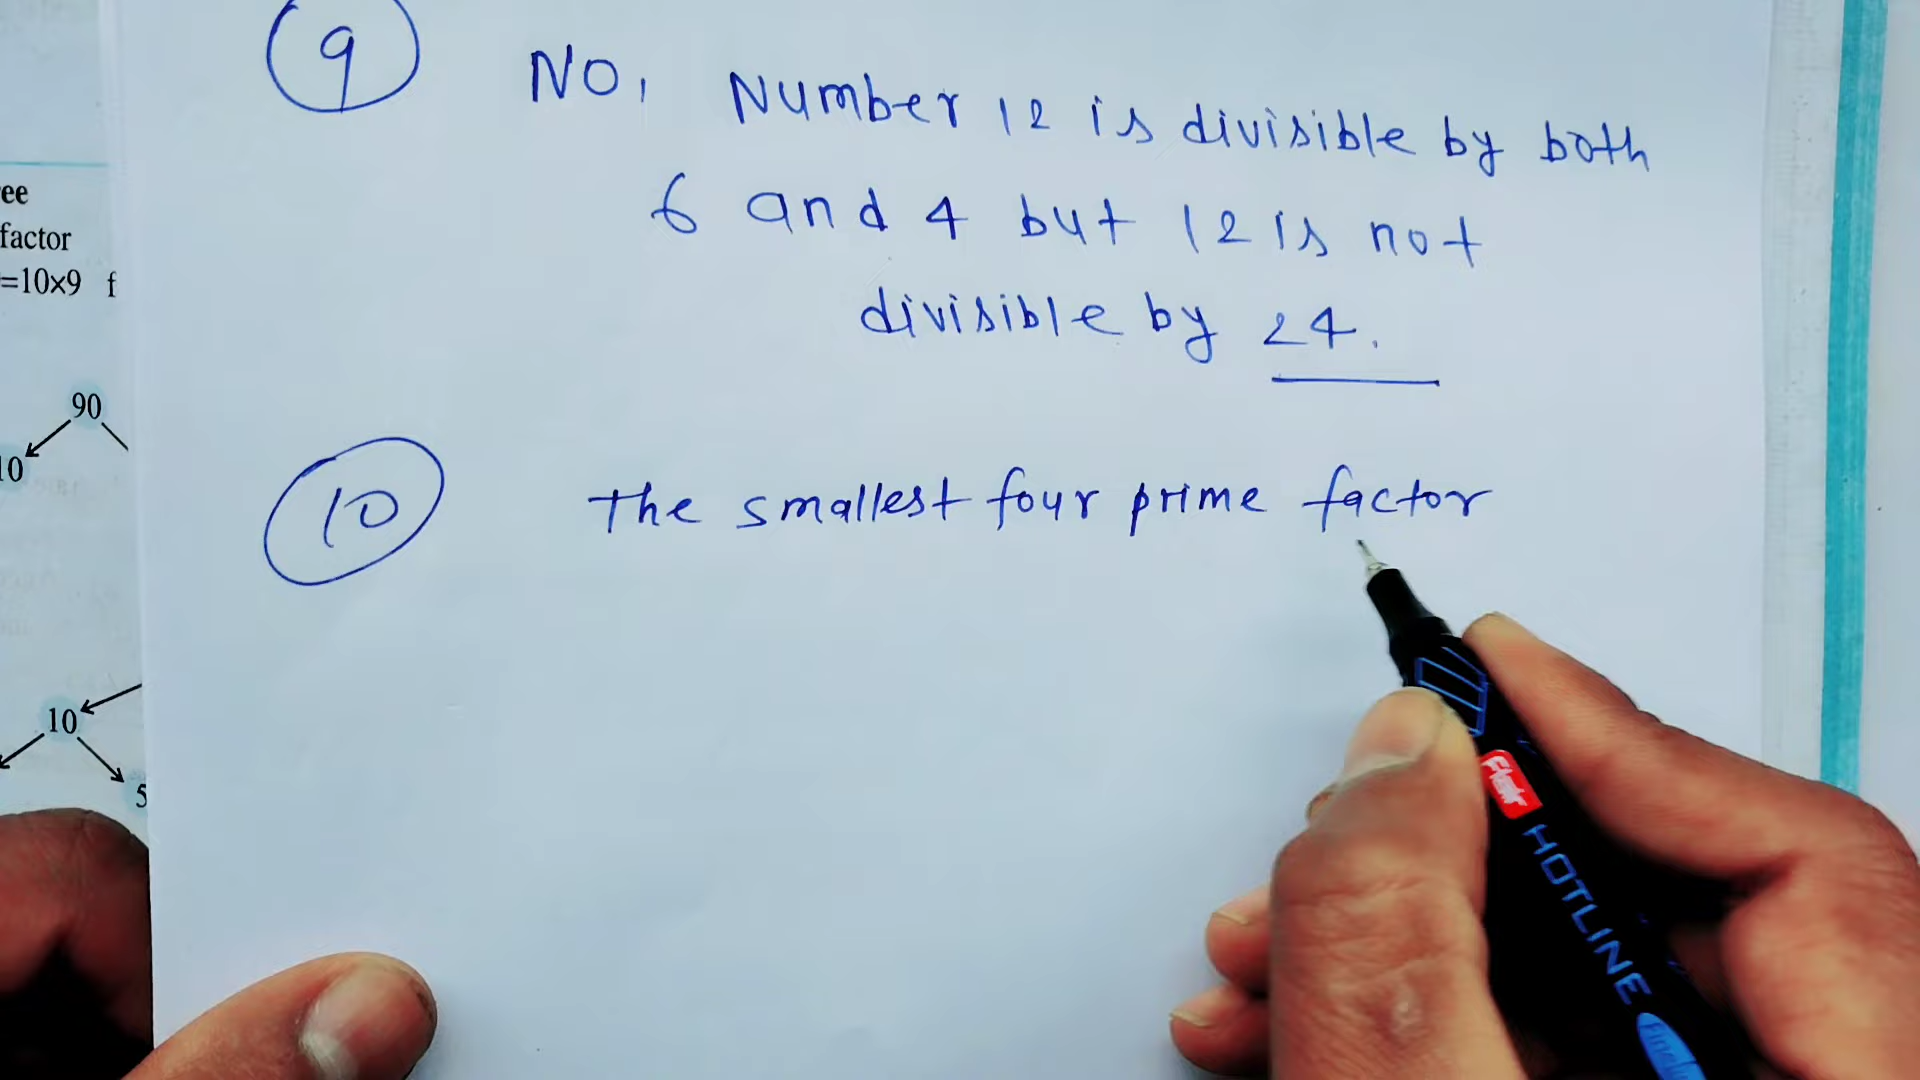 9 NO, Number 12 is divisible by both
6 and 4 but 12 is not
divisible by 24.
10 The smallest four prime factor
ee
factor
=10×9 f
90
10
10
5
Flair
HOTLINE